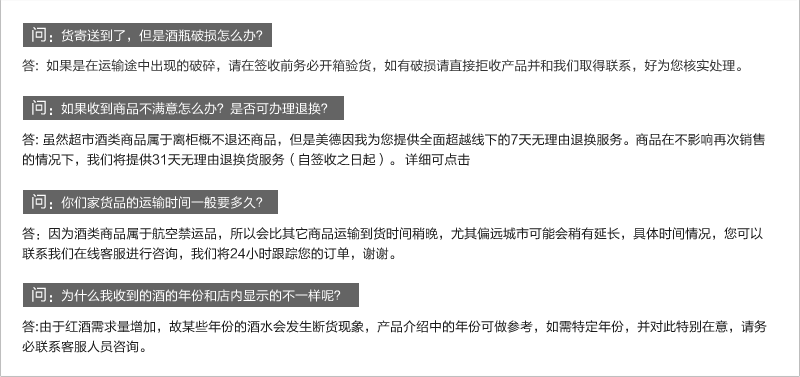 问：货寄送到了，但是酒瓶破损怎么办？
答: 如果是在运输途中出现的破碎，请在签收前务必开箱验货，如有破损请直接拒收产品并和我们取得联系，好为您核实处理。
问：如果收到商品不满意怎么办？是否可办理退换？
答: 虽然超市酒类商品属于离柜概不退还商品，但是美德因我为您提供全面超越线下的7天无理由退换服务。商品在不影响再次销售
的情况下，我们将提供31天无理由退换货服务（自签收之日起）。详细可点击
问：你们家货品的运输时间一般要多久？
答：因为酒类商品属于航空禁运品，所以会比其它商品运输到货时间稍晚，尤其偏远城市可能会稍有延长，具体时间情况，您可以
联系我们在线客服进行咨询，我们将24小时跟踪您的订单，谢谢。
问：为什么我收到的酒的年份和店内显示的不一样呢？
答:由于红酒需求量增加，故某些年份的酒水会发生断货现象，产品介绍中的年份可做参考，如需特定年份，并对此特别在意，请务
必联系客服人员咨询。